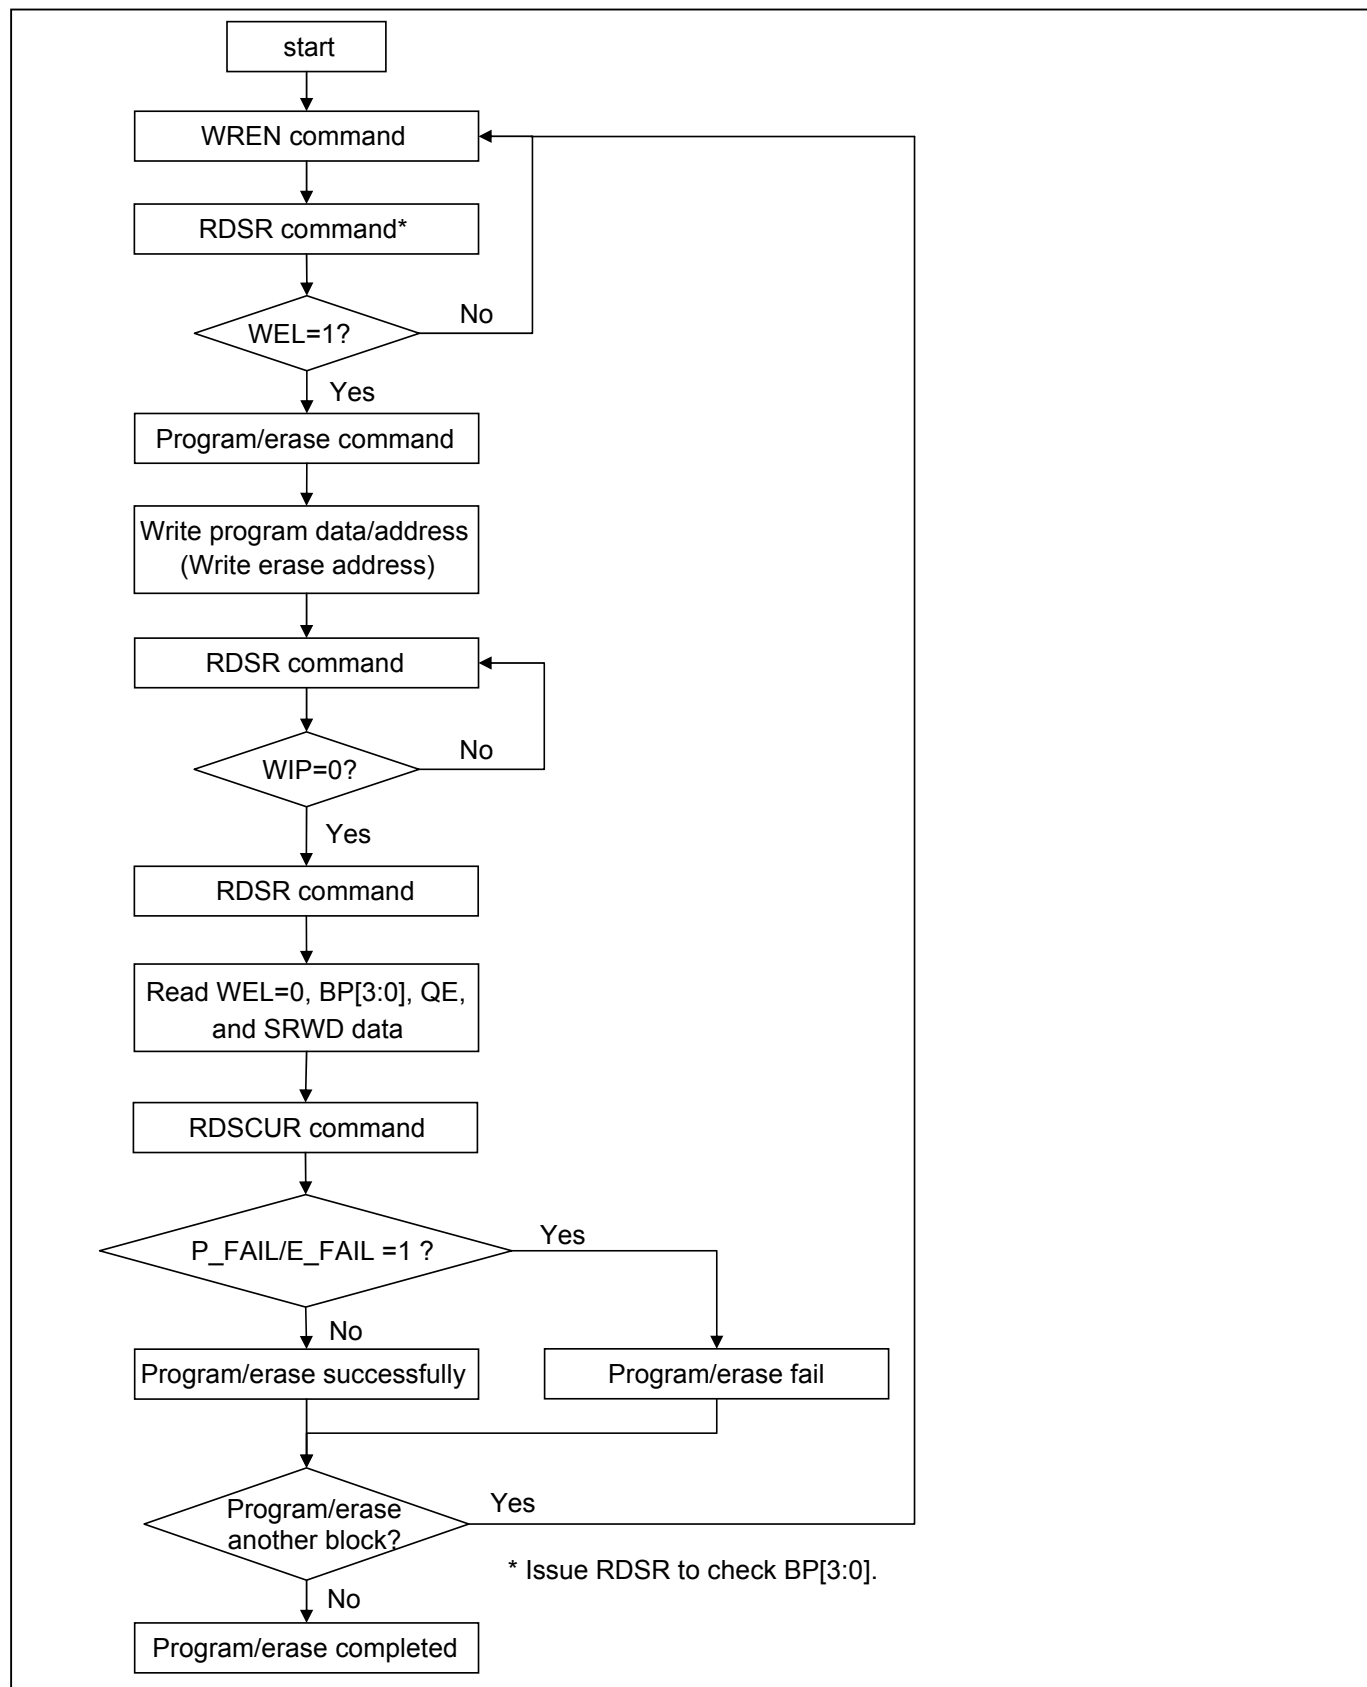 start
WREN command
RDSR command*
WEL=1?
No
Yes
Program/erase command
Write program data/address
(Write erase address)
RDSR command
WIP=0?
No
Yes
RDSR command
Read WEL=0, BP[3:0], QE,
and SRWD data
RDSCUR command
P_FAIL/E_FAIL =1 ?
Yes
No
Program/erase successfully
Program/erase fail
Program/erase
another block?
Yes
* Issue RDSR to check BP[3:0].
No
Program/erase completed